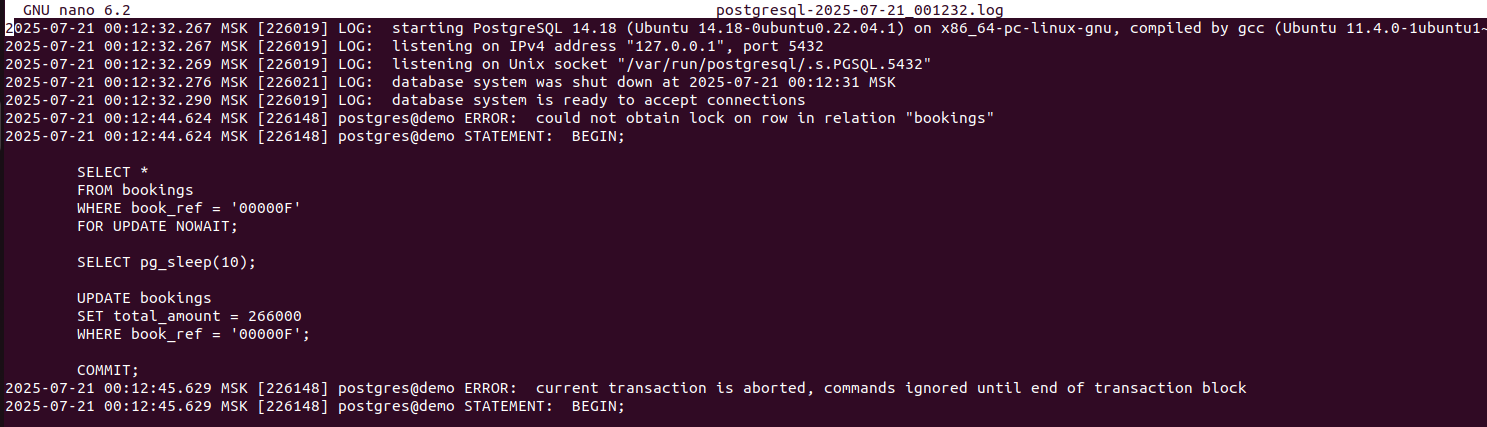 GNU nano 6.2 postgresql-2025-07-21_001232.log
2025-07-21 00:12:32.267 MSK [226019] LOG:  starting PostgreSQL 14.18 (Ubuntu 14.18-0ubuntu0.22.04.1) on x86_64-pc-linux-gnu, compiled by gcc (Ubuntu 11.4.0-1ubuntu1~
2025-07-21 00:12:32.267 MSK [226019] LOG:  listening on IPv4 address "127.0.0.1", port 5432
2025-07-21 00:12:32.269 MSK [226019] LOG:  listening on Unix socket "/var/run/postgresql/.s.PGSQL.5432"
2025-07-21 00:12:32.276 MSK [226021] LOG:  database system was shut down at 2025-07-21 00:12:31 MSK
2025-07-21 00:12:32.290 MSK [226019] LOG:  database system is ready to accept connections
2025-07-21 00:12:44.624 MSK [226148] postgres@demo ERROR:  could not obtain lock on row in relation "bookings"
2025-07-21 00:12:44.624 MSK [226148] postgres@demo STATEMENT:  BEGIN;
SELECT *
FROM bookings
WHERE book_ref = '00000F'
FOR UPDATE NOWAIT;
SELECT pg_sleep(10);
UPDATE bookings
SET total_amount = 266000
WHERE book_ref = '00000F';
COMMIT;
2025-07-21 00:12:45.629 MSK [226148] postgres@demo ERROR:  current transaction is aborted, commands ignored until end of transaction block
2025-07-21 00:12:45.629 MSK [226148] postgres@demo STATEMENT:  BEGIN;